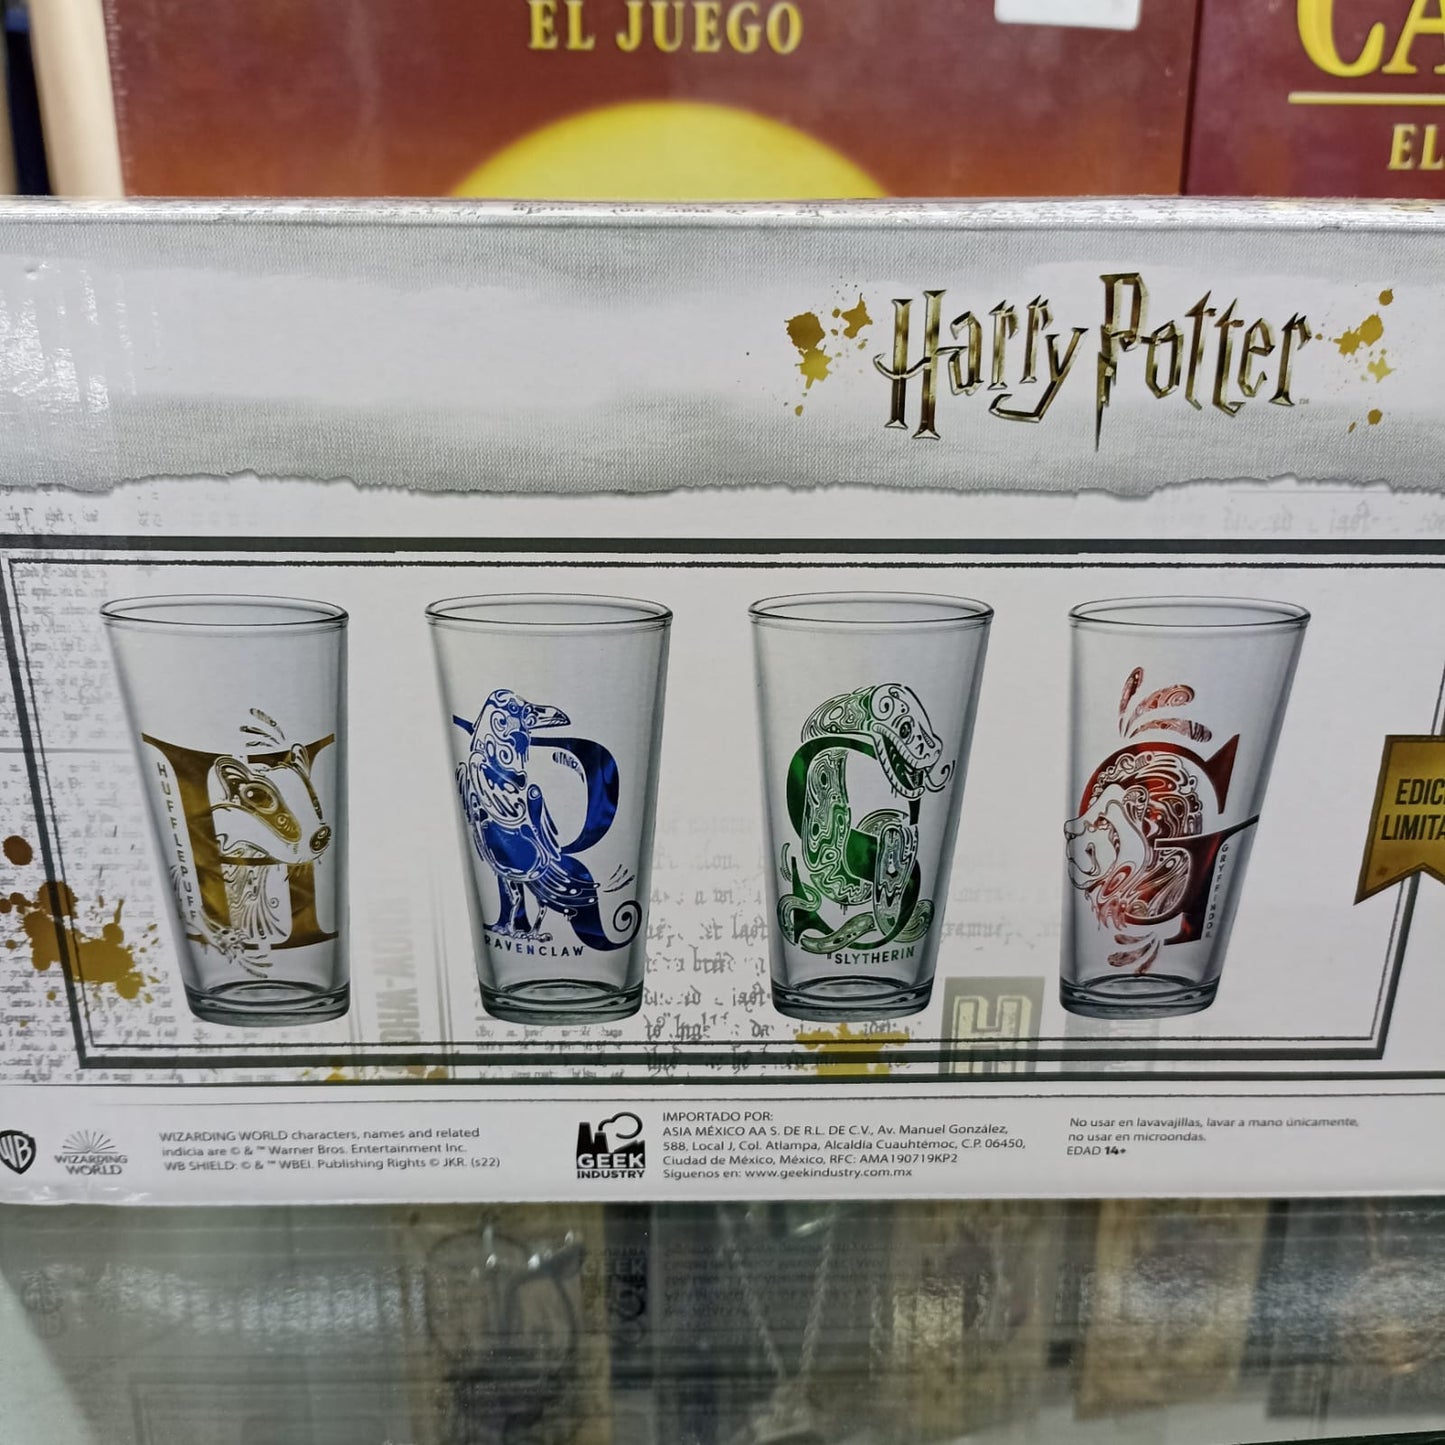 EL JUEGO
CA
EL
Harry Potter
HUFFLEPUFF
RAVENCLAW
SLYTHERIN
GRYFFINDOR
EDIC
LIMITA
WB
WIZARDING
WORLD
WIZARDING WORLD characters, names and related
indicia are © & ™ Warner Bros. Entertainment Inc.
WB SHIELD: © & ™ WBEI. Publishing Rights © JKR. (s22)
GEEK
INDUSTRY
IMPORTADO POR:
ASIA MÉXICO AA S. DE R.L. DE C.V., Av. Manuel González,
588, Local J, Col. Atlampa, Alcaldía Cuauhtémoc, C.P. 06450,
Ciudad de México, México, RFC: AMA190719KP2
Síguenos en: www.geekindustry.com.mx
No usar en lavavajillas, lavar a mano únicamente,
no usar en microondas.
EDAD 14+